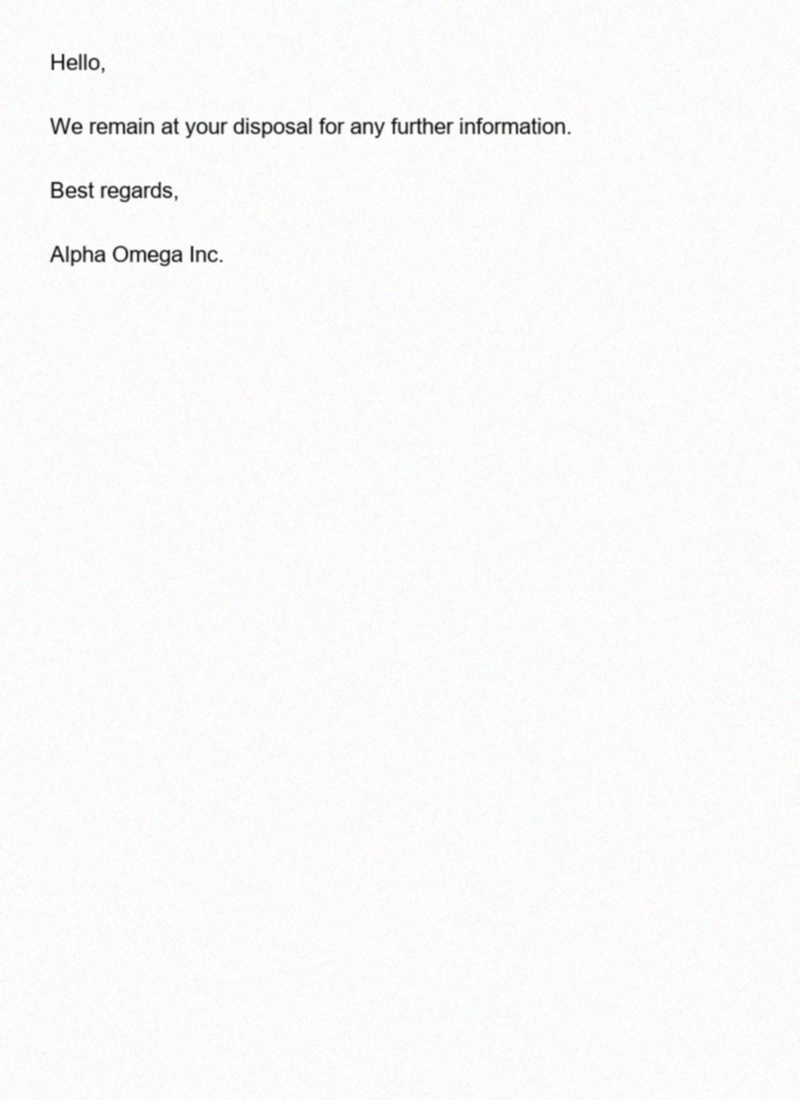 Hello,
We remain at your disposal for any further information.
Best regards,
Alpha Omega Inc.